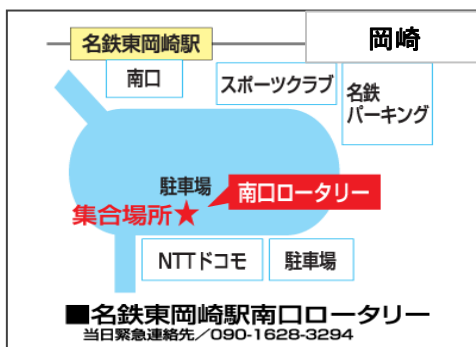 岡崎
名鉄東岡崎駅
南口
スポーツクラブ
名鉄
パーキング
駐車場
南口ロータリー
集合場所★
NTTドコモ
駐車場
■名鉄東岡崎駅南口ロータリー
当日緊急連絡先／090-1628-3294